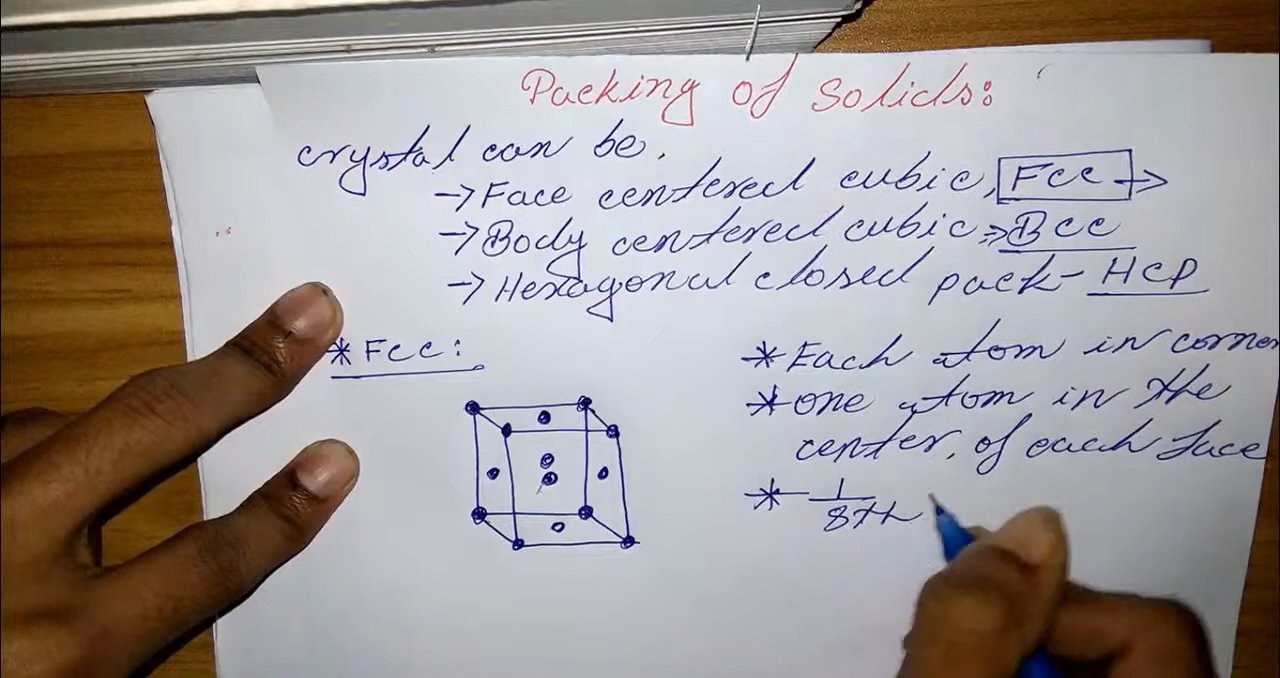 Packing of Solids:
crystal can be.
→ Face centered cubic, FCC →
→ Body centered cubic ⇒ BCC
→ Hexagonal closed pack - HCP
* FCC:
* Each atom in corner
* one atom in the
center, of each face
* 1/8th